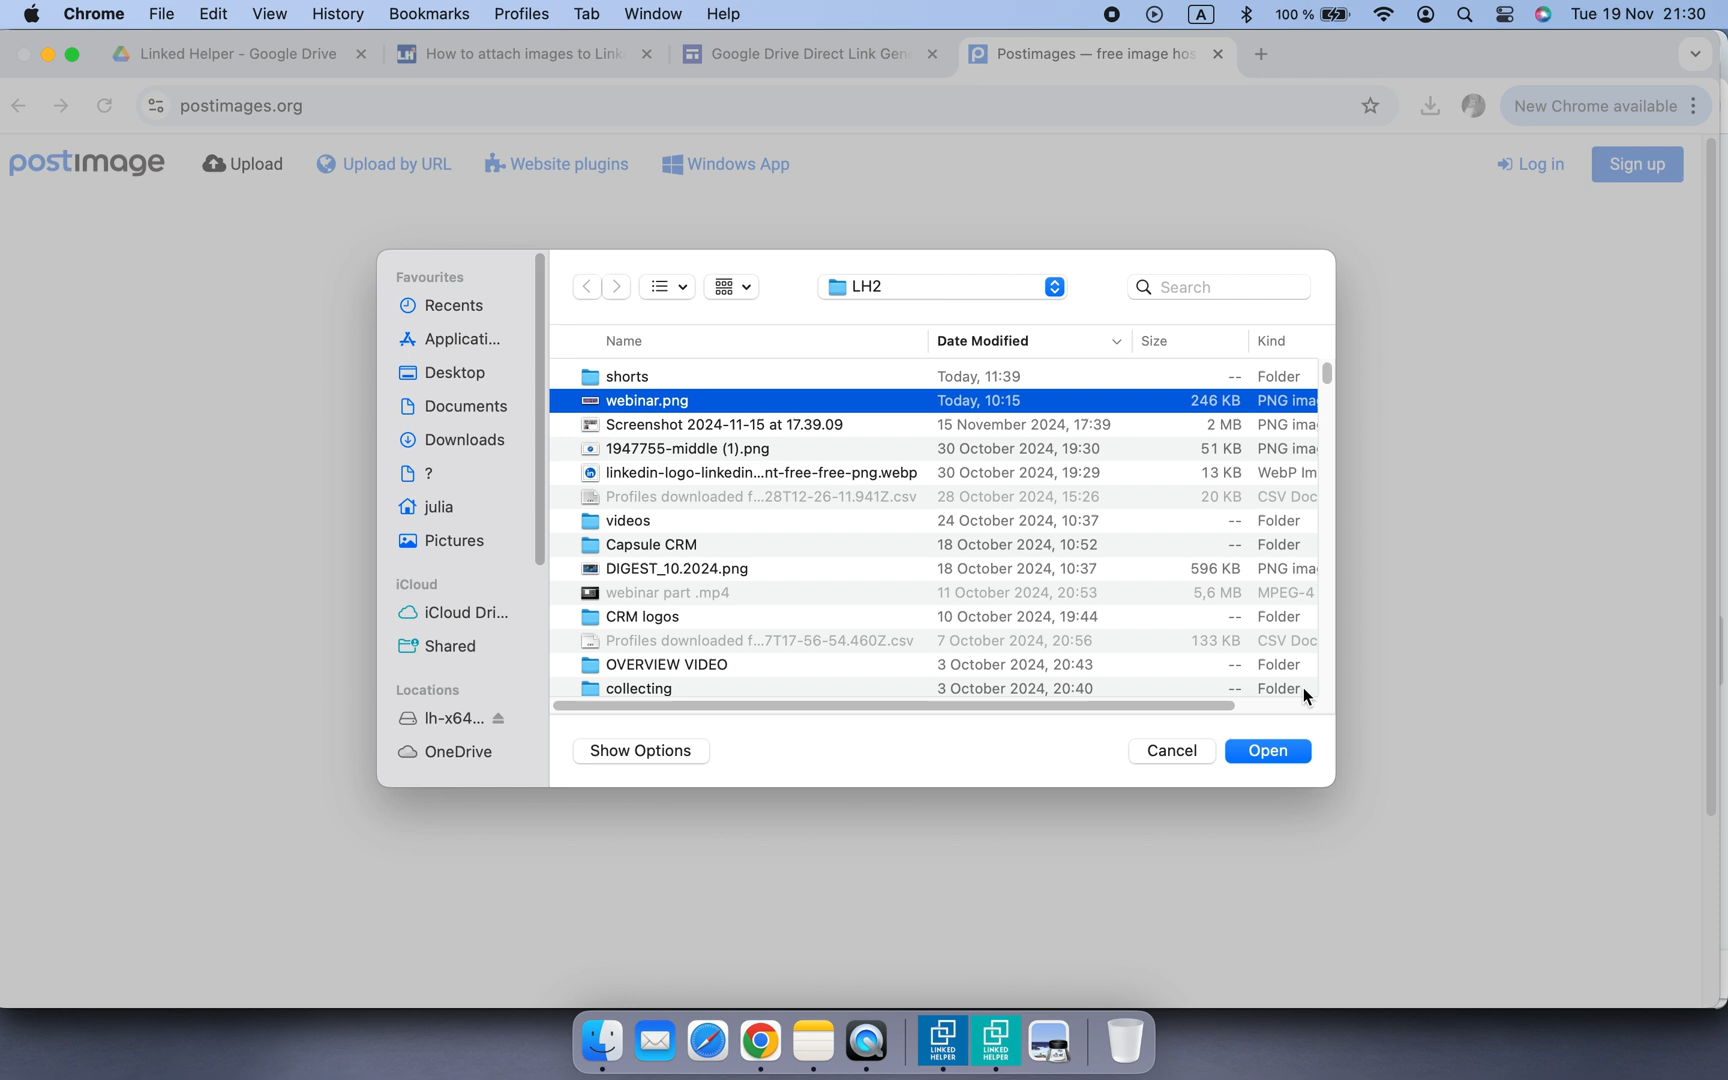 Chrome File Edit View History Bookmarks Profiles Tab Window Help A 100 % Tue 19 Nov 21:30
Linked Helper - Google Drive How to attach images to Link Google Drive Direct Link Gen Postimages — free image hos
postimages.org New Chrome available
postimage Upload Upload by URL Website plugins Windows App Log in Sign up
Favourites
Recents
Applicati...
Desktop
Documents
Downloads
?
julia
Pictures
iCloud
iCloud Dri...
Shared
Locations
lh-x64...
OneDrive
LH2 Search
Name Date Modified Size Kind
shorts Today, 11:39 -- Folder
webinar.png Today, 10:15 246 KB PNG ima
Screenshot 2024-11-15 at 17.39.09 15 November 2024, 17:39 2 MB PNG ima
1947755-middle (1).png 30 October 2024, 19:30 51 KB PNG ima
linkedin-logo-linkedin...nt-free-free-png.webp 30 October 2024, 19:29 13 KB WebP Im
Profiles downloaded f...28T12-26-11.941Z.csv 28 October 2024, 15:26 20 KB CSV Doc
videos 24 October 2024, 10:37 -- Folder
Capsule CRM 18 October 2024, 10:52 -- Folder
DIGEST_10.2024.png 18 October 2024, 10:37 596 KB PNG ima
webinar part .mp4 11 October 2024, 20:53 5,6 MB MPEG-4
CRM logos 10 October 2024, 19:44 -- Folder
Profiles downloaded f...7T17-56-54.460Z.csv 7 October 2024, 20:56 133 KB CSV Doc
OVERVIEW VIDEO 3 October 2024, 20:43 -- Folder
collecting 3 October 2024, 20:40 -- Folder
Show Options Cancel Open
LINKED HELPER LINKED HELPER